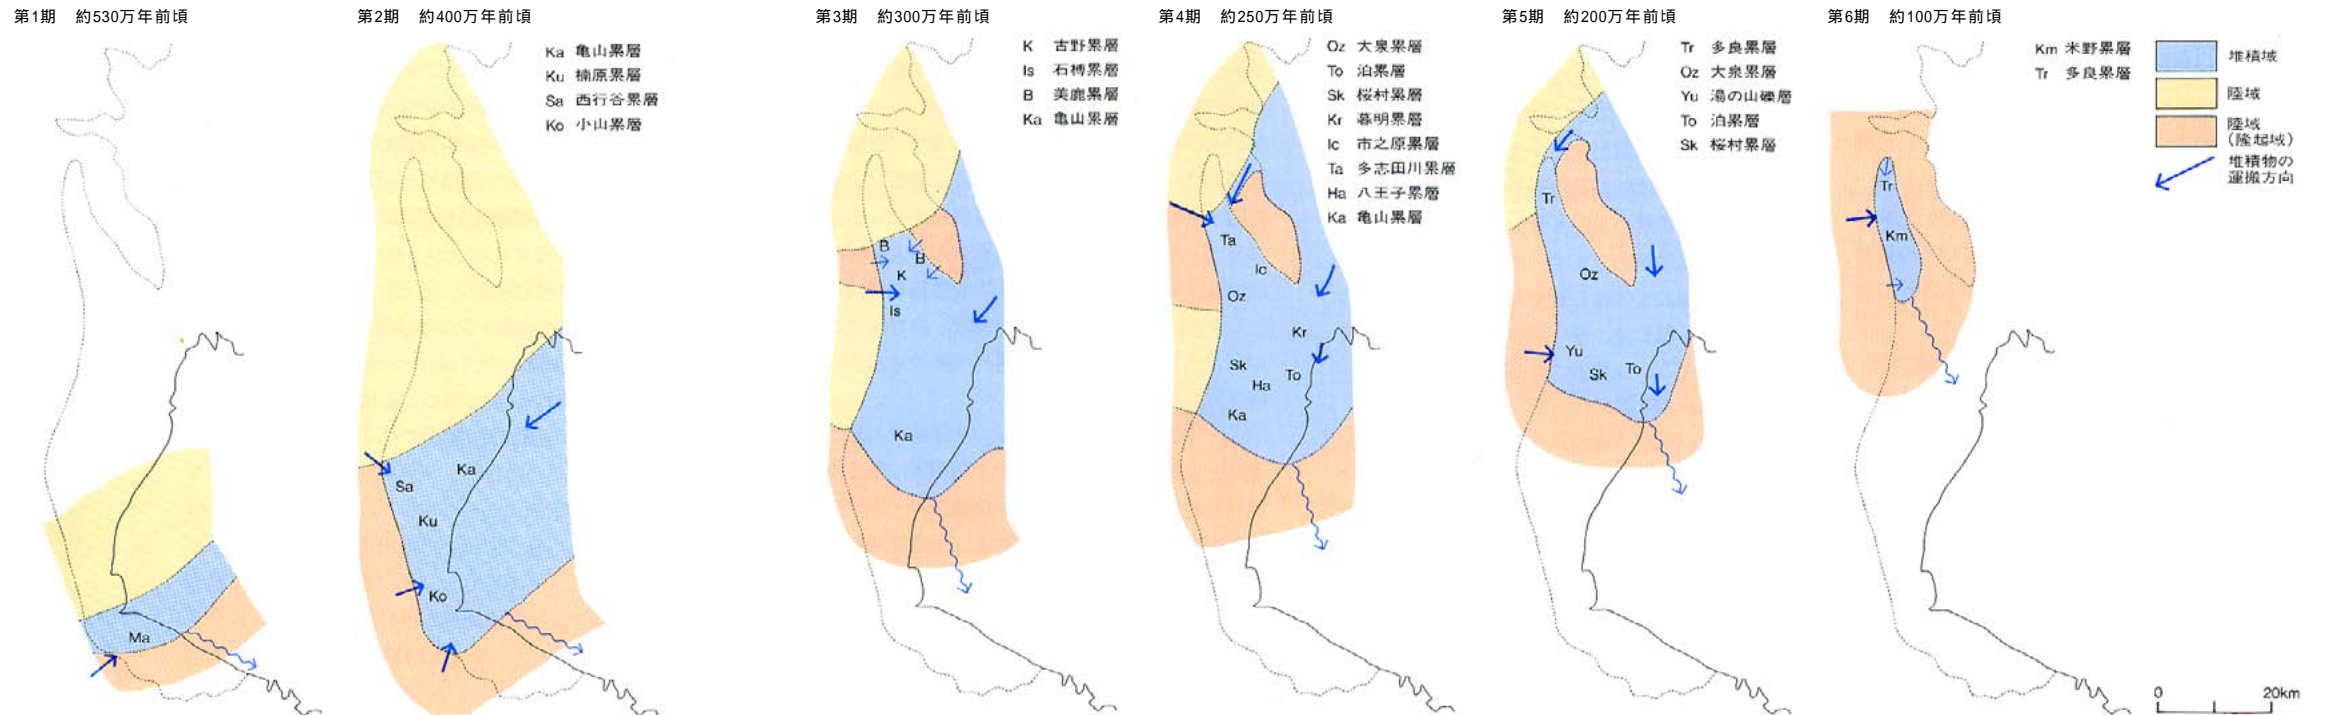 第1期 約530万年前頃
Ma
第2期 約400万年前頃
Ka 亀山累層
Ku 楠原累層
Sa 西行谷累層
Ko 小山累層
Ka
Sa
Ku
Ko
第3期 約300万年前頃
K 古野累層
Is 石榑累層
B 美鹿累層
Ka 亀山累層
B
B
K
Is
Ka
第4期 約250万年前頃
Oz 大泉累層
To 泊累層
Sk 桜村累層
Kr 暮明累層
Ic 市之原累層
Ta 多志田川累層
Ha 八王子累層
Ka 亀山累層
Ta
Ic
Oz
Kr
Sk
To
Ha
Ka
第5期 約200万年前頃
Tr 多良累層
Oz 大泉累層
Yu 湯の山礫層
To 泊累層
Sk 桜村累層
Tr
Oz
Yu
Sk
To
第6期 約100万年前頃
Km 米野累層
Tr 多良累層
Tr
Km
堆積域
陸域
陸域
(隆起域)
堆積物の
運搬方向
0 20km